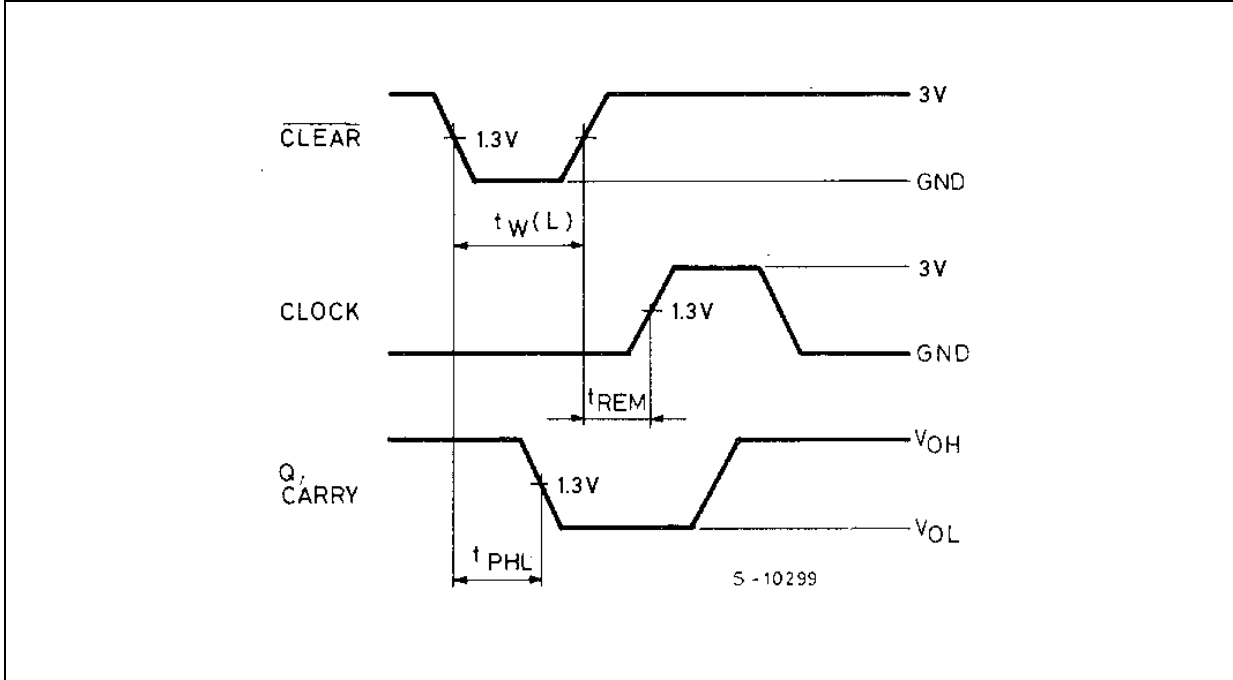 3V
CLEAR
1.3V
GND
tW(L)
3V
CLOCK
1.3V
GND
tREM
VOH
Q,
CARRY
1.3V
VOL
tPHL
S-10299